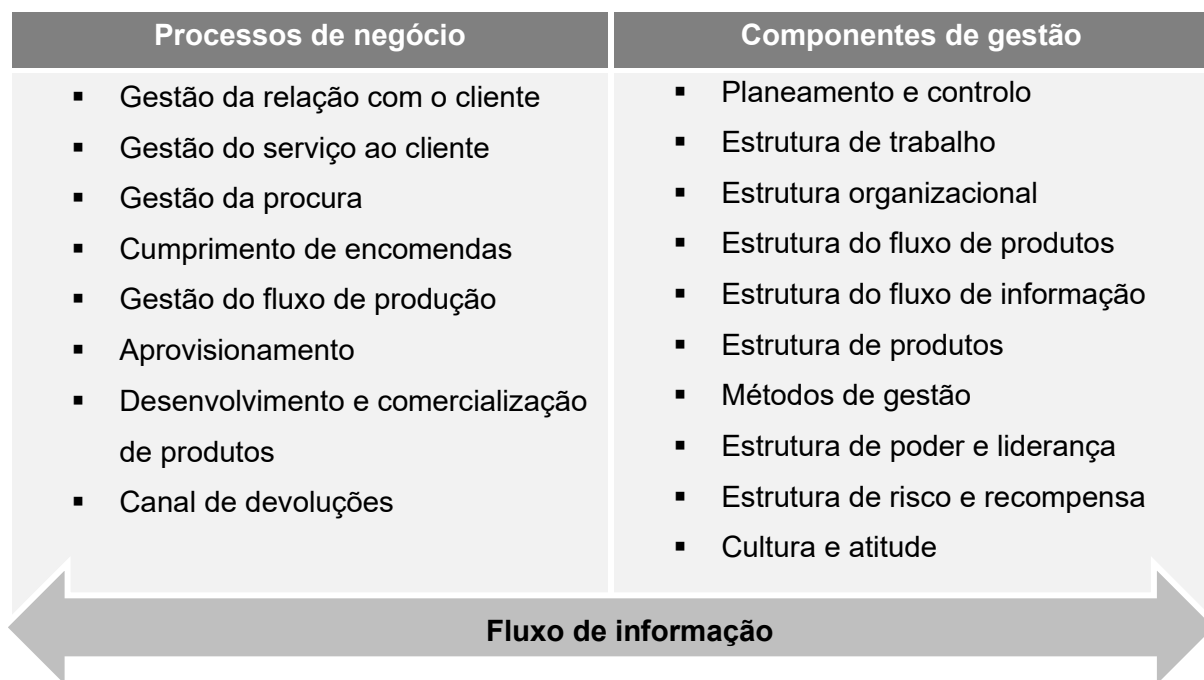 Processos de negócio
▪ Gestão da relação com o cliente
▪ Gestão do serviço ao cliente
▪ Gestão da procura
▪ Cumprimento de encomendas
▪ Gestão do fluxo de produção
▪ Aprovisionamento
▪ Desenvolvimento e comercialização
de produtos
▪ Canal de devoluções
Componentes de gestão
▪ Planeamento e controlo
▪ Estrutura de trabalho
▪ Estrutura organizacional
▪ Estrutura do fluxo de produtos
▪ Estrutura do fluxo de informação
▪ Estrutura de produtos
▪ Métodos de gestão
▪ Estrutura de poder e liderança
▪ Estrutura de risco e recompensa
▪ Cultura e atitude
Fluxo de informação